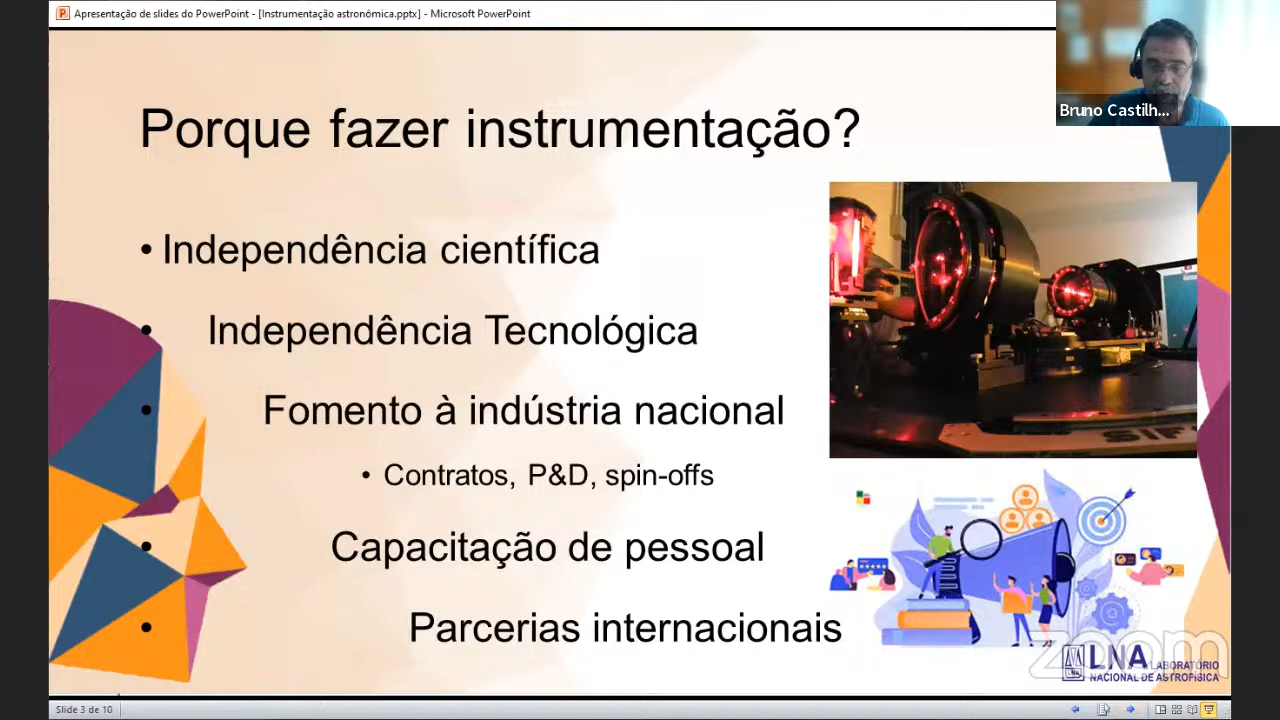 Apresentação de slides do PowerPoint - [Instrumentação astronômica.pptx] - Microsoft PowerPoint
Bruno Castilh...
Porque fazer instrumentação?
• Independência científica
• Independência Tecnológica
• Fomento à indústria nacional
• Contratos, P&D, spin-offs
• Capacitação de pessoal
• Parcerias internacionais
SIF
zoom
LNA LABORATÓRIO
NACIONAL DE ASTROFÍSICA
Slide 3 de 10